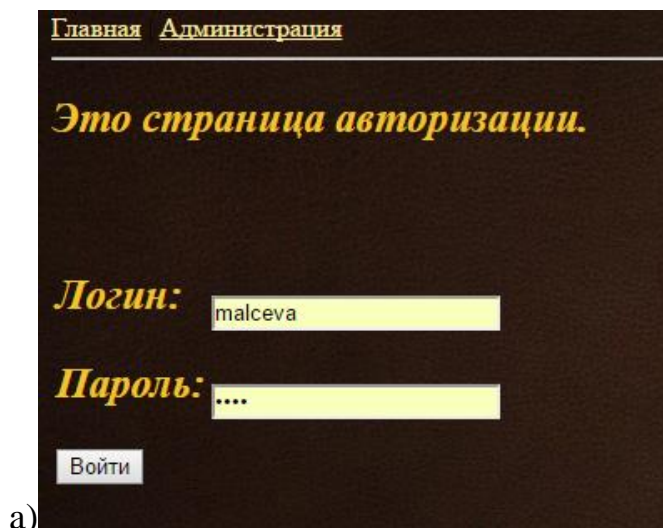 Главная Администрация
Это страница авторизации.
Логин: malceva
Пароль: ••••
Войти
а)